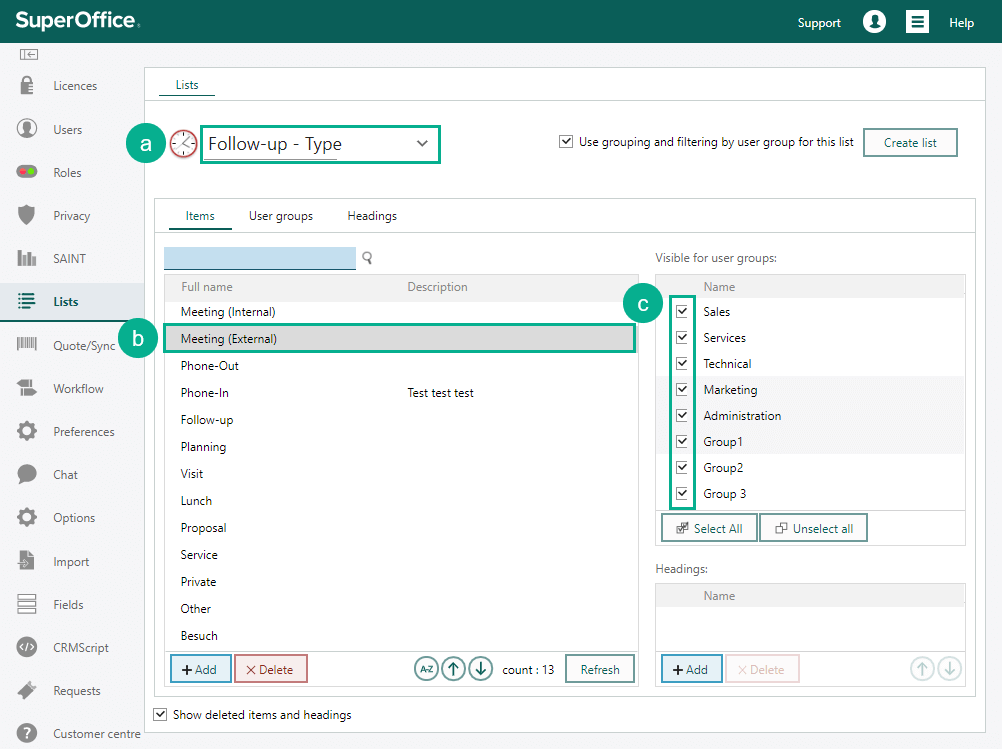 SuperOffice.
Support
Help
Licences
Users
Roles
Privacy
SAINT
Lists
Quote/Sync
Workflow
Preferences
Chat
Options
Import
Fields
CRMScript
Requests
Customer centre
Lists
a
Follow-up - Type
Use grouping and filtering by user group for this list
Create list
Items User groups Headings
Full name Description
Meeting (Internal)
b
Meeting (External)
Phone-Out
Phone-In Test test test
Follow-up
Planning
Visit
Lunch
Proposal
Service
Private
Other
Besuch
+ Add
× Delete
A-Z
count : 13
Refresh
Show deleted items and headings
Visible for user groups:
Name
c
Sales
Services
Technical
Marketing
Administration
Group1
Group2
Group 3
Select All
Unselect all
Headings:
Name
+ Add
× Delete